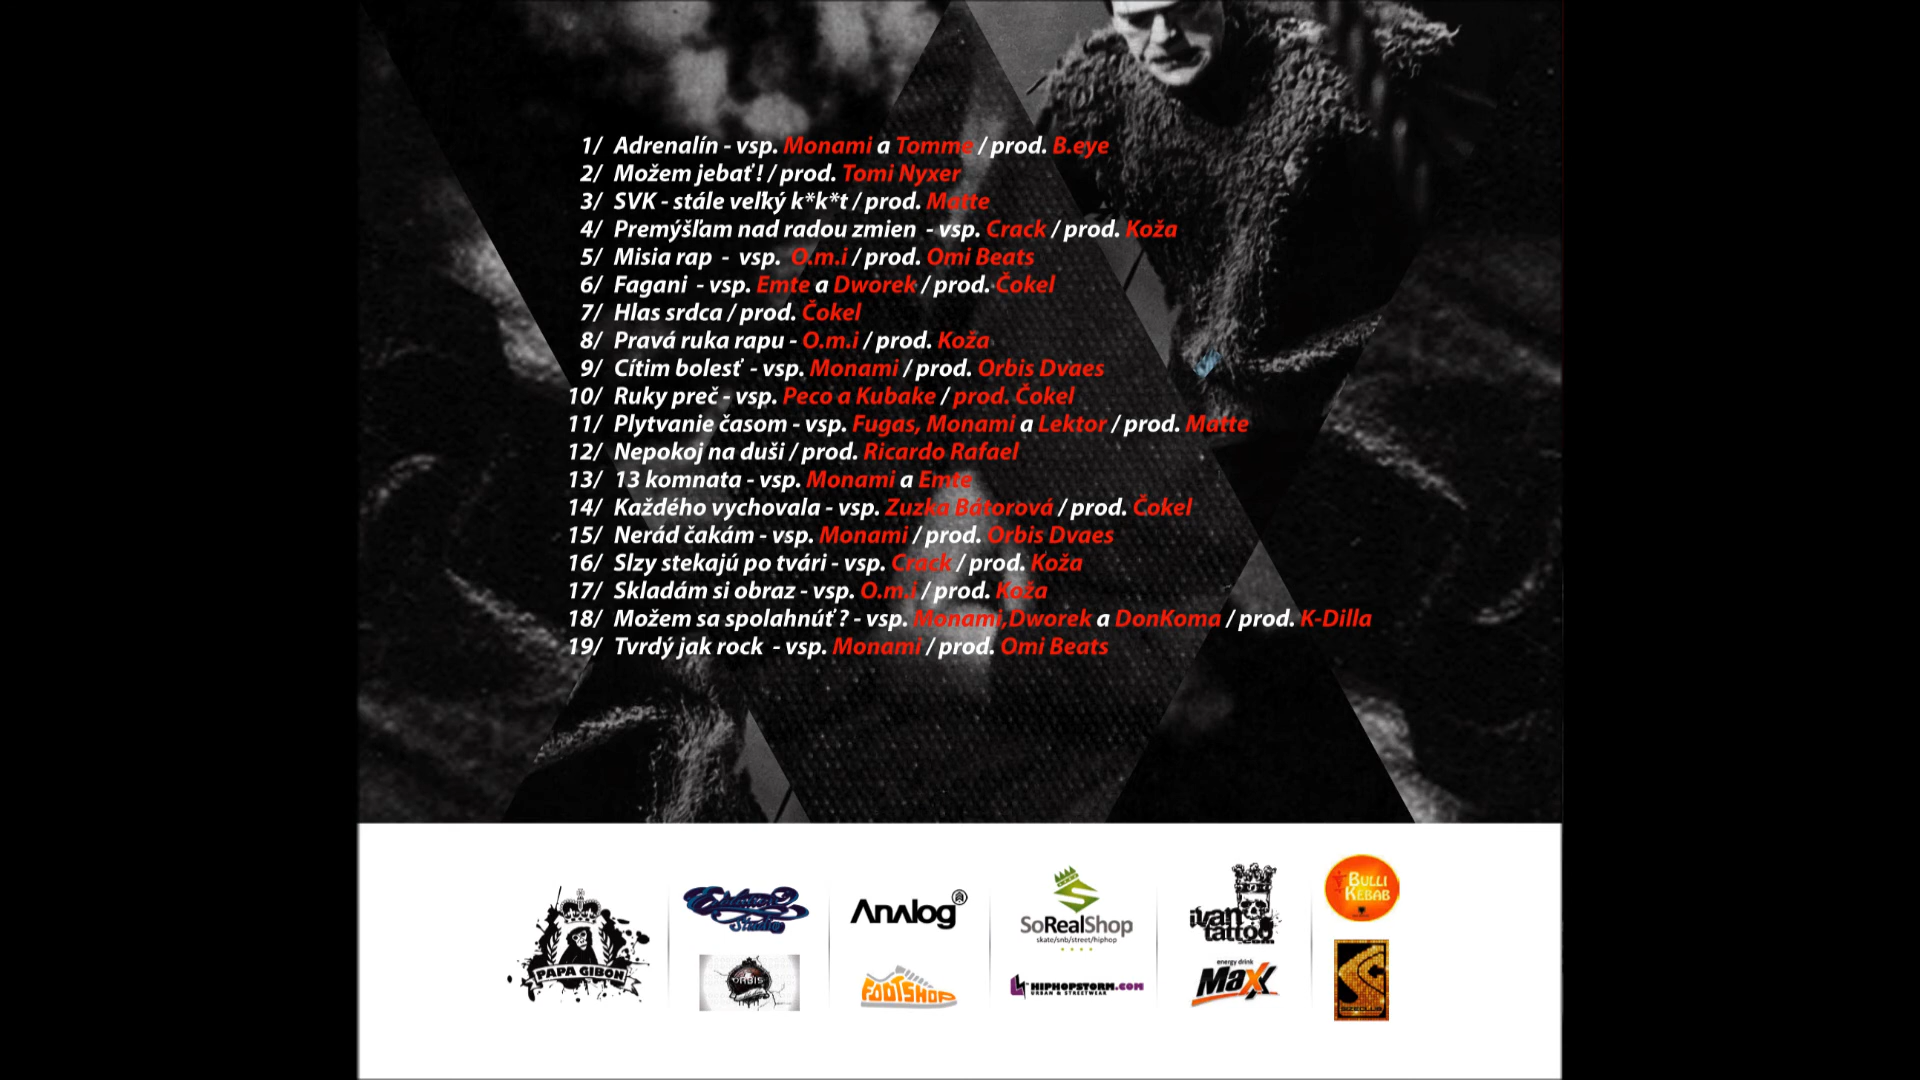 1/ Adrenalín - vsp. Monami a Tomme / prod. B.eye
2/ Možem jebať ! / prod. Tomi Nyxer
3/ SVK - stále veľký k*k*t / prod. Matte
4/ Premýšľam nad radou zmien - vsp. Crack / prod. Koža
5/ Misia rap - vsp. O.m.i / prod. Omi Beats
6/ Fagani - vsp. Emte a Dworek / prod. Čokel
7/ Hlas srdca / prod. Čokel
8/ Pravá ruka rapu - O.m.i / prod. Koža
9/ Cítim bolesť - vsp. Monami / prod. Orbis Dvaes
10/ Ruky preč - vsp. Peco a Kubake / prod. Čokel
11/ Plytvanie časom - vsp. Fugas, Monami a Lektor / prod. Matte
12/ Nepokoj na duši / prod. Ricardo Rafael
13/ 13 komnata - vsp. Monami a Emte
14/ Každého vychovala - vsp. Zuzka Bátorová / prod. Čokel
15/ Nerád čakám - vsp. Monami / prod. Orbis Dvaes
16/ Slzy stekajú po tvári - vsp. Crack / prod. Koža
17/ Skladám si obraz - vsp. O.m.i / prod. Koža
18/ Možem sa spolahnúť ? - vsp. Monami,Dworek a DonKoma / prod. K-Dilla
19/ Tvrdý jak rock - vsp. Monami / prod. Omi Beats
PAPA GIBON
Studio
ORBIS
Analog ®
FOOTSHOP
SoRealShop
skate/snb/street/hiphop
HIPHOPSTORM.COM
URBAN & STREETWEAR
ivan
tattoo
.com
energy drink
MaXX
BULLI
KEBAB